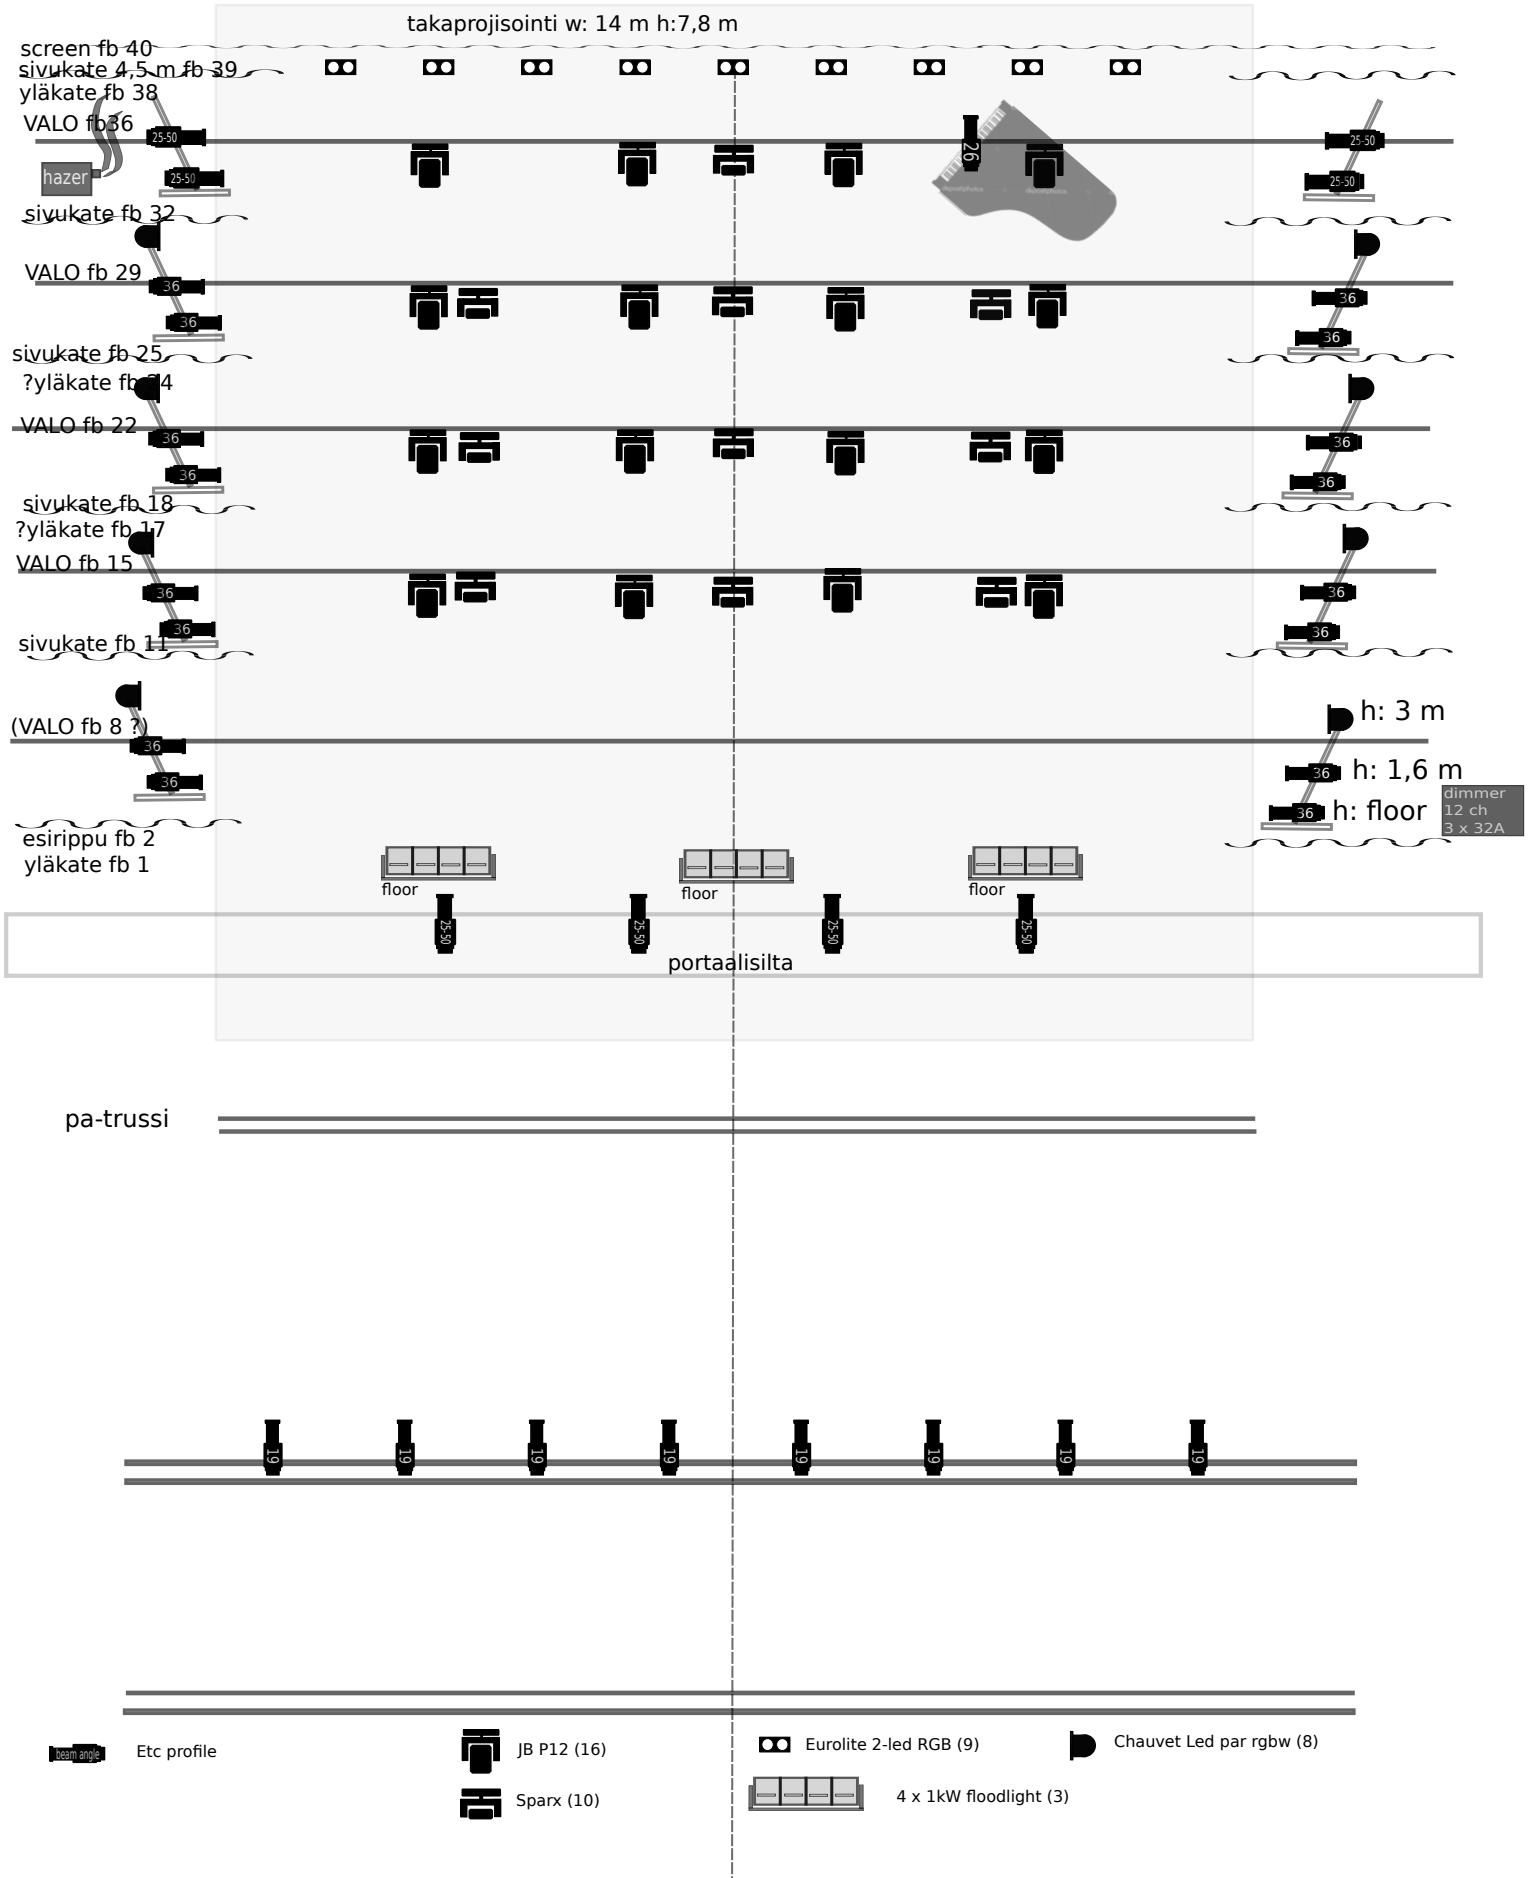 takaprojisointi w: 14 m h:7,8 m
screen fb 40
sivukate 4,5 m fb 39
yläkate fb 38
VALO fb36
25-50
25-50
26
25-50
25-50
hazer
depositphotos
depositphotos
sivukate fb 32
VALO fb 29
36
36
36
36
sivukate fb 25
?yläkate fb 24
VALO fb 22
36
36
36
36
sivukate fb 18
?yläkate fb 17
VALO fb 15
36
36
36
36
sivukate fb 11
(VALO fb 8 ?)
36
36
h: 3 m
36 h: 1,6 m
36 h: floor
dimmer
12 ch
3 x 32A
esirippu fb 2
yläkate fb 1
floor
floor
floor
25-50
25-50
25-50
25-50
portaalisilta
pa-trussi
19
19
19
19
19
19
19
19
beam angle
Etc profile
JB P12 (16)
Eurolite 2-led RGB (9)
Chauvet Led par rgbw (8)
Sparx (10)
4 x 1kW floodlight (3)